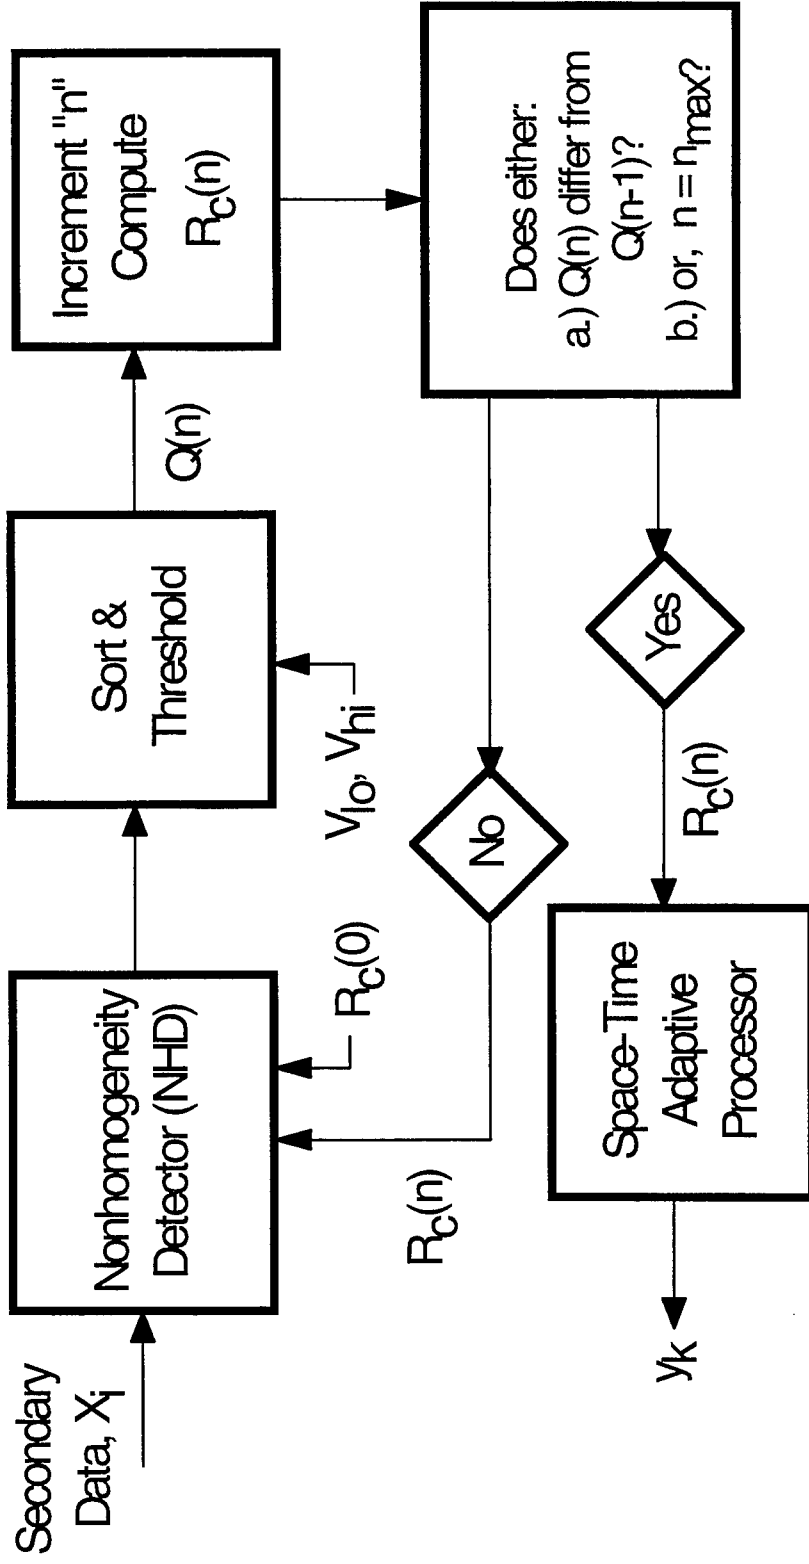 Secondary
Data, Xi
Nonhomogeneity
Detector (NHD)
Rc(0)
Rc(n)
Sort &
Threshold
Vlo, Vhi
Q(n)
Increment "n"
Compute
Rc(n)
Does either:
a.) Q(n) differ from
Q(n-1)?
b.) or, n = nmax?
No
Yes
Rc(n)
Space-Time
Adaptive
Processor
yk